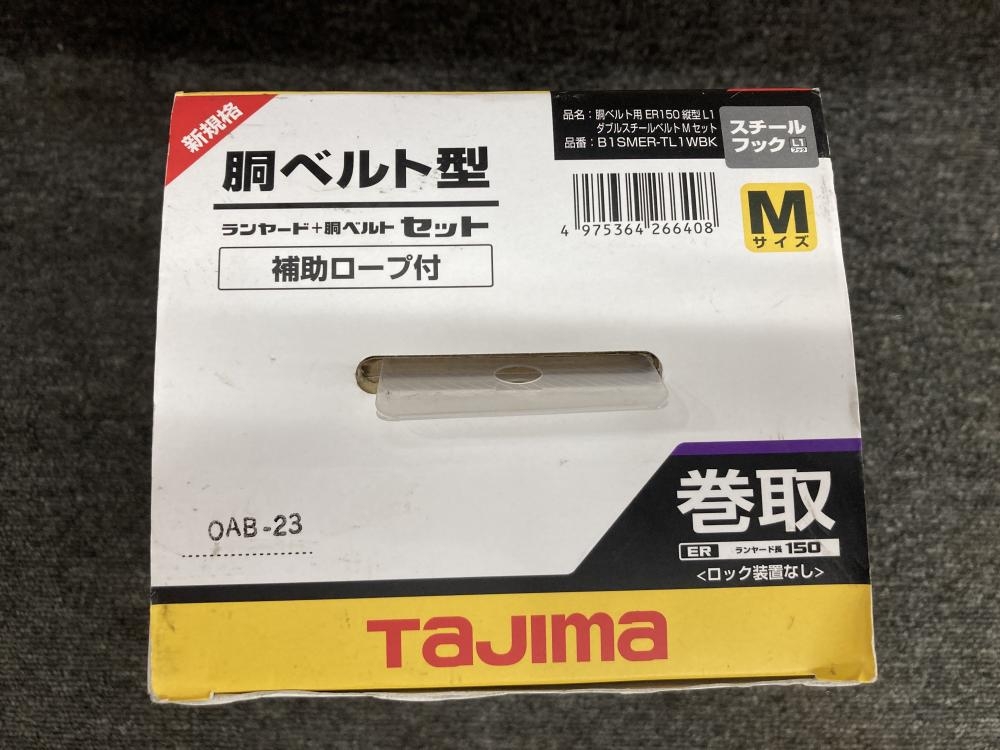 新規格
胴ベルト型
ランヤード+胴ベルト セット
補助ロープ付
品名:胴ベルト用 ER150 縦型 L1
ダブルスチールベルト M セット
品番:B1SMER-TL1WBK
スチール
フック L1
フック
4 975364 266408
M
サイズ
OAB-23
巻取
ER ランヤード長 150
<ロック装置なし>
TaJIma